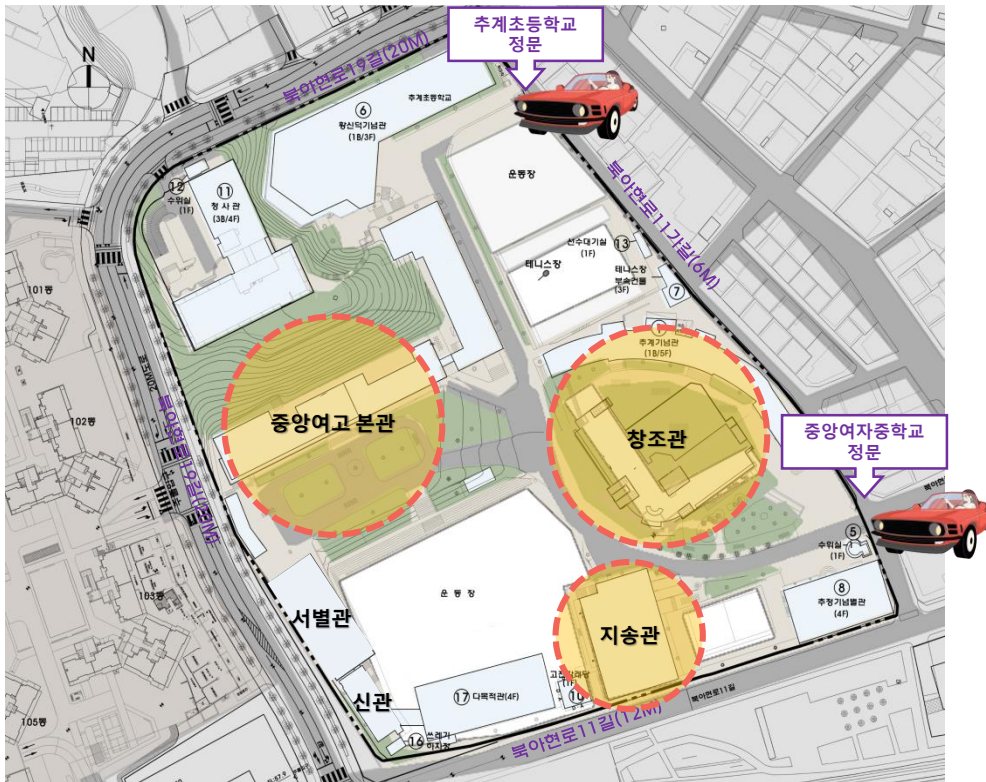 추계초등학교
정문
N
북아현로19길(20M)
⑥
황신덕기념관
(1B/3F)
추계초등학교
운동장
북아현로11가길(6M)
⑫
수위실
(1F)
⑪
청 사 관
(3B/4F)
선수대기실
(1F)
⑬
테니스장
테니스장
부속건물
(3F)
⑦
101동
102동
103동
105동
추계기념관
(1B/5F)
중앙여고 본관
창조관
중앙여자중학교
정문
⑤
수위실
(1F)
⑧
추정기념별관
(4F)
운 동 장
지송관
서별관
신관
⑰ 다목적관(4F)
⑩
⑯ 쓰레기
하치장
북아현로11길
북아현로11길(12M)